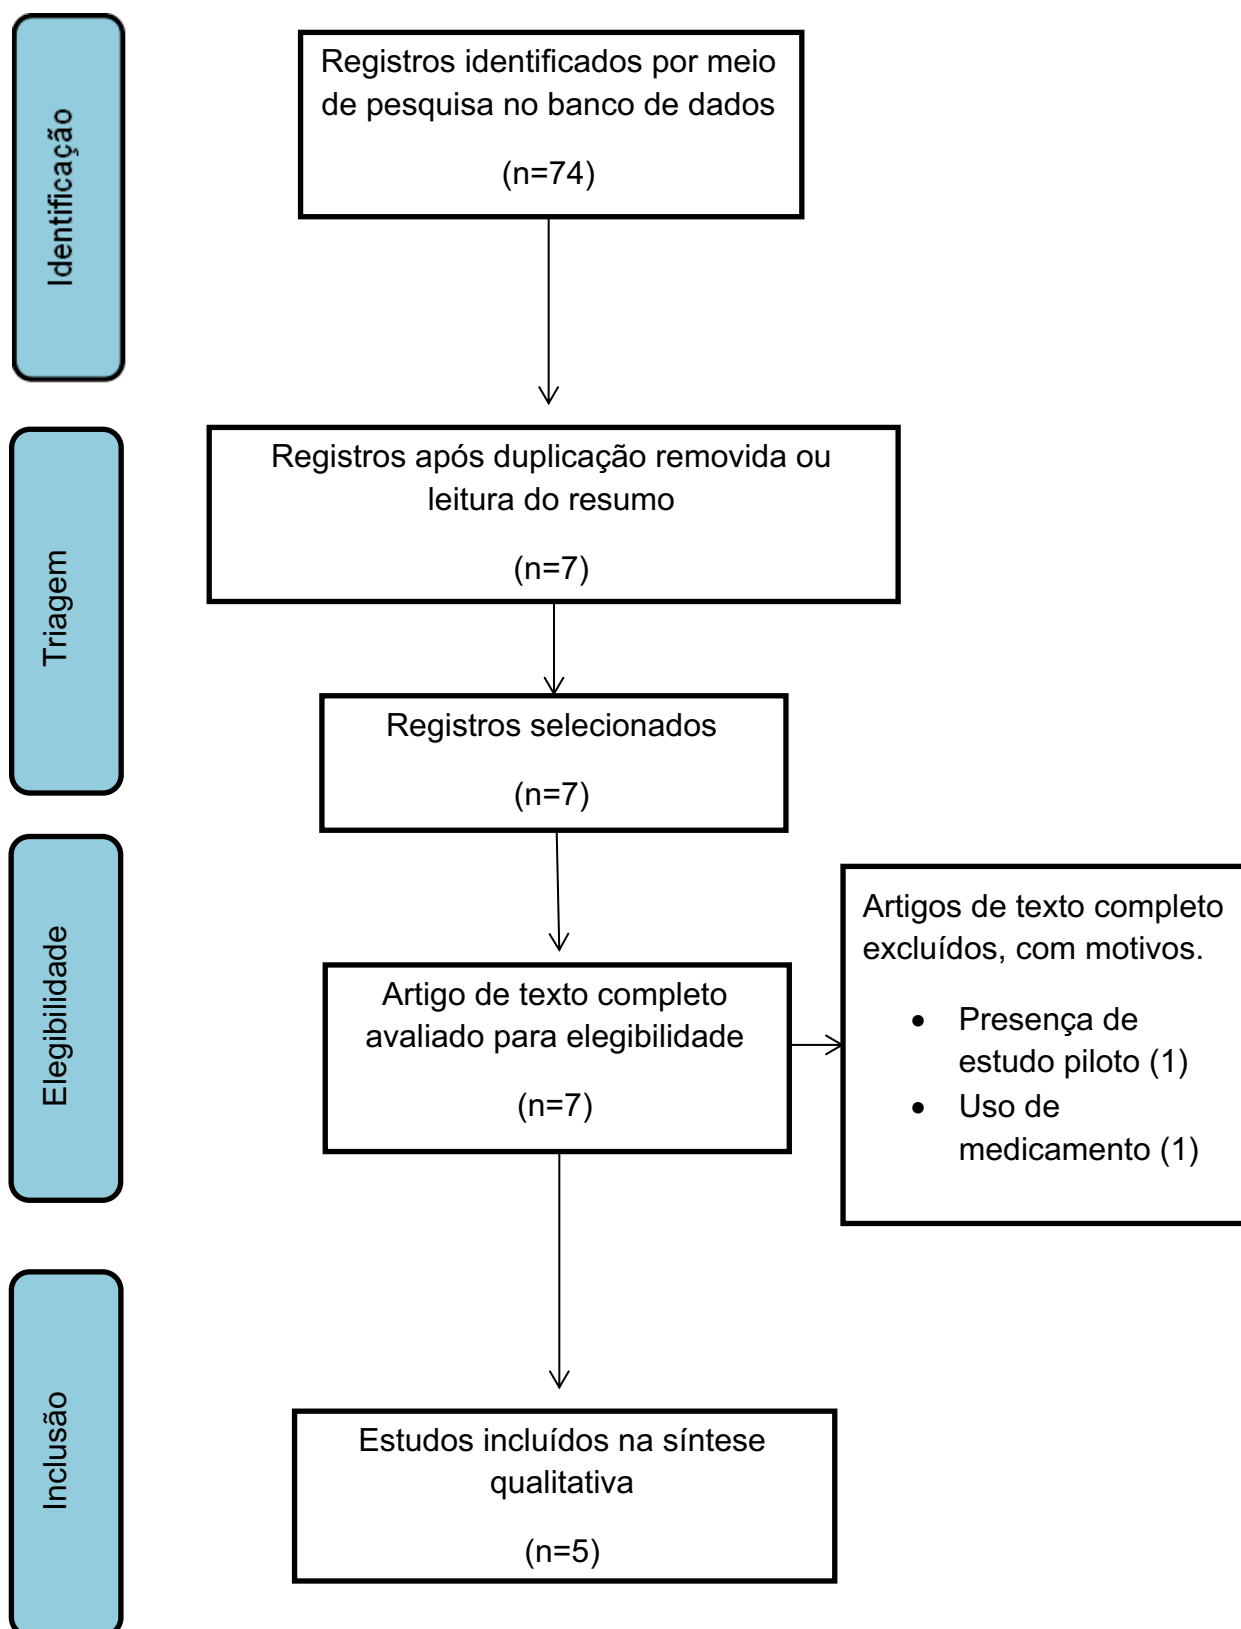 Identificação
Registros identificados por meio
de pesquisa no banco de dados
(n=74)
Triagem
Registros após duplicação removida ou
leitura do resumo
(n=7)
Registros selecionados
(n=7)
Elegibilidade
Artigo de texto completo
avaliado para elegibilidade
(n=7)
Artigos de texto completo
excluídos, com motivos.
• Presença de
estudo piloto (1)
• Uso de
medicamento (1)
Inclusão
Estudos incluídos na síntese
qualitativa
(n=5)